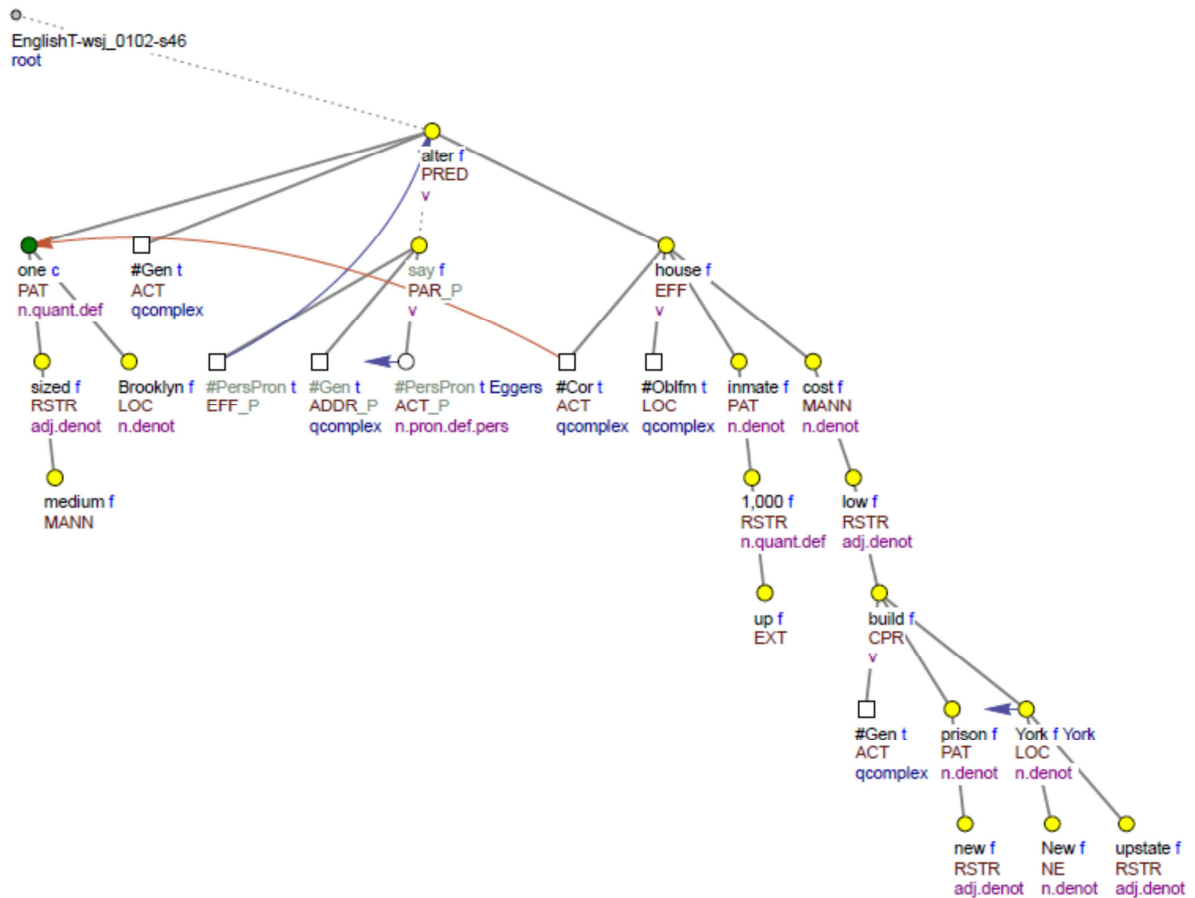 EnglishT-wsj_0102-s46
root
alter f
PRED
v
one c
PAT
n.quant.def
#Gen t
ACT
qcomplex
say f
PAR_P
v
house f
EFF
v
sized f
RSTR
adj.denot
Brooklyn f
LOC
n.denot
#PersPron t
EFF_P
#Gen t
ADDR_P
qcomplex
#PersPron t Eggers
ACT_P
n.pron.def.pers
#Cor t
ACT
qcomplex
#Oblfm t
LOC
qcomplex
inmate f
PAT
n.denot
cost f
MANN
n.denot
medium f
MANN
1,000 f
RSTR
n.quant.def
low f
RSTR
adj.denot
up f
EXT
build f
CPR
v
#Gen t
ACT
qcomplex
prison f
PAT
n.denot
York f York
LOC
n.denot
new f
RSTR
adj.denot
New f
NE
n.denot
upstate f
RSTR
adj.denot